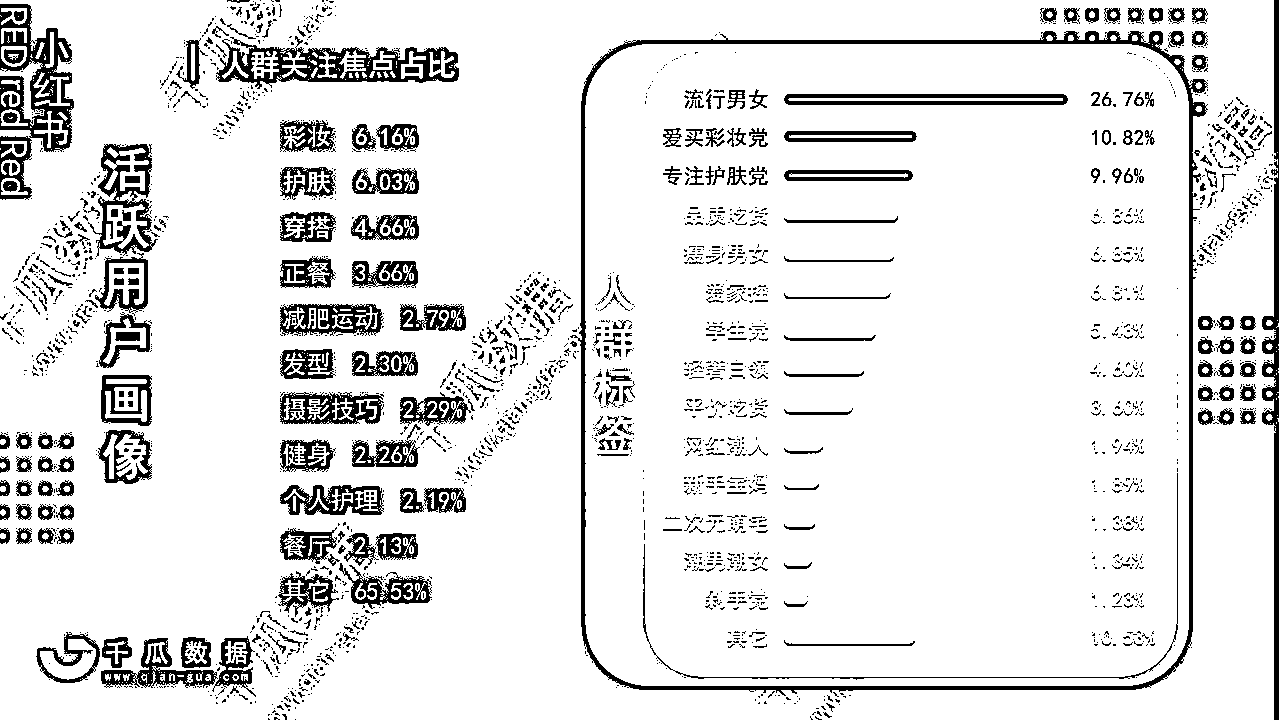 小红书
RED red Red
活跃用户画像
人群关注焦点占比
彩妆 6.16%
护肤 6.03%
穿搭 4.66%
正餐 3.66%
减肥运动 2.79%
发型 2.30%
摄影技巧 2.29%
健身 2.26%
个人护理 2.19%
餐厅 2.13%
其它 65.53%
人群标签
流行男女 26.76%
爱买彩妆党 10.82%
专注护肤党 9.96%
品质吃货 6.86%
瘦身男女 6.85%
爱家控 6.81%
学生党 5.43%
轻奢白领 4.60%
平价吃货 3.60%
网红潮人 1.94%
新手宝妈 1.89%
二次元萌宅 1.38%
潮男潮女 1.34%
剁手党 1.23%
其它 10.53%
千瓜数据
www.qian-gua.com